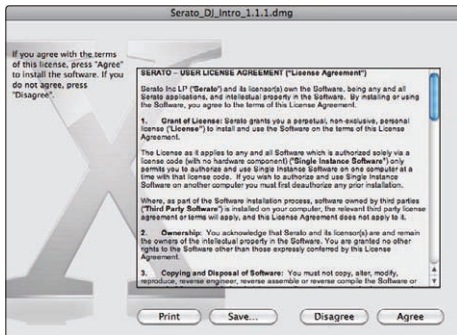 Serato_DJ_Intro_1.1.1.dmg
If you agree with the terms
of this license, press "Agree"
to install the software. If you
do not agree, press
"Disagree".
SERATO – USER LICENSE AGREEMENT ("License Agreement")
Serato Inc LP ("Serato") and its licensor(s) own the Software, being any and all
Serato applications, and intellectual property in the Software. By installing or using
the Software, you agree to the terms of this License Agreement.
1. Grant of License: Serato grants you a perpetual, non-exclusive, personal
license ("License") to install and use the Software on the terms of this License
Agreement.
The License as it applies to any and all Software which is authorized solely via a
license code (with no hardware component) ("Single Instance Software") only
permits you to authorize and use Single Instance Software on one computer at a
time with that license code. If you wish to authorize and use Single Instance
Software on another computer you must first deauthorize any prior installation.
Where, as part of the Software installation process, software owned by third parties
("Third Party Software") is installed on your computer, the relevant third party license
agreement or terms will apply, and this License Agreement does not apply to it.
2. Ownership: You acknowledge that Serato and its licensor(s) are and remain
the owners of the intellectual property in the Software. You are granted no other
rights to the Software other than those expressly conferred by this License
Agreement.
3. Copying and Disposal of Software: You must not copy, alter, modify,
reproduce, reverse engineer, reverse assemble or reverse compile the Software or
Print Save... Disagree Agree